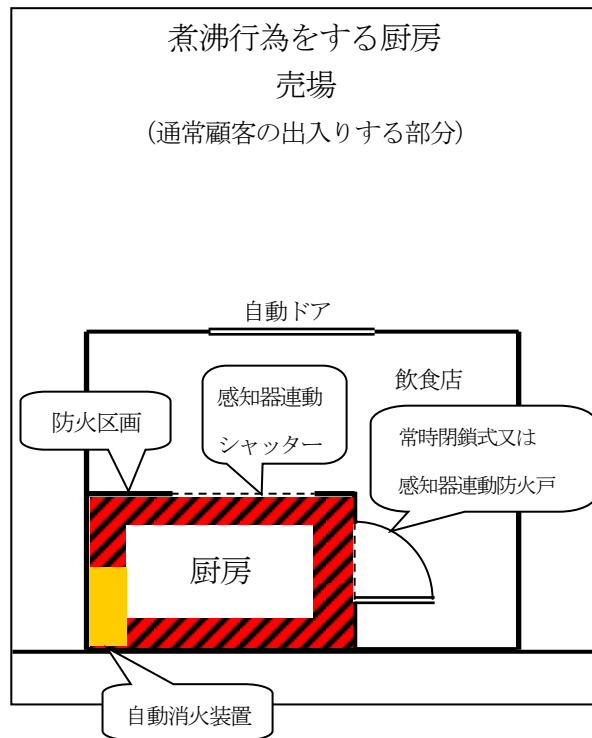 煮沸行為をする厨房
売場
(通常顧客の出入りする部分)
自動ドア
感知器連動
シャッター
飲食店
防火区画
常時閉鎖式又は
感知器連動防火戸
厨房
自動消火装置